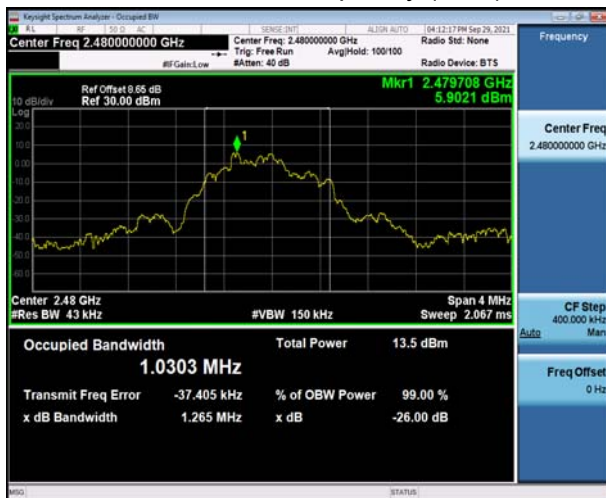 Keysight Spectrum Analyzer - Occupied BW
RL RF 50 Ω AC SENSE:INT ALIGN AUTO 04:12:17 PM Sep 29, 2021
Center Freq 2.480000000 GHz
Center Freq: 2.480000000 GHz Radio Std: None
Trig: Free Run Avg|Hold: 100/100
#IFGain:Low #Atten: 40 dB Radio Device: BTS
Frequency
Mkr1 2.479708 GHz
5.9021 dBm
Ref Offset 8.65 dB
10 dB/div Ref 30.00 dBm
Log
20.0
10.0
0.00
-10.0
-20.0
-30.0
-40.0
-50.0
-60.0
1
Center Freq
2.480000000 GHz
Center 2.48 GHz Span 4 MHz
#Res BW 43 kHz #VBW 150 kHz Sweep 2.067 ms
CF Step
400.000 kHz
Auto Man
Occupied Bandwidth Total Power 13.5 dBm
1.0303 MHz
Transmit Freq Error -37.405 kHz % of OBW Power 99.00 %
x dB Bandwidth 1.265 MHz x dB -26.00 dB
Freq Offset
0 Hz
MSG STATUS